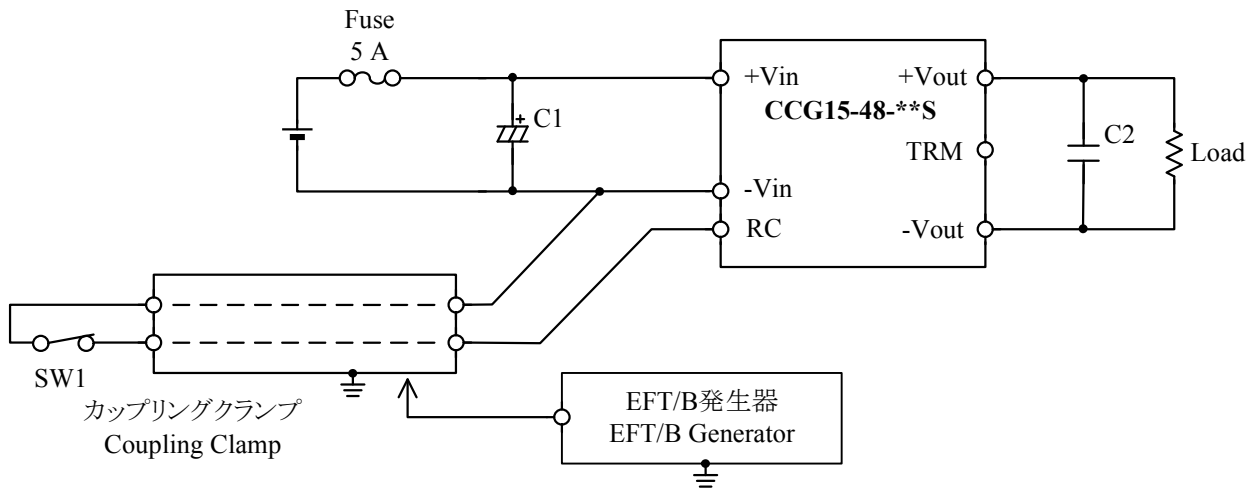 Fuse
5 A
+
C1
+Vin
+Vout
CCG15-48-**S
TRM
C2
Load
-Vin
RC
-Vout
SW1
カップリングクランプ
Coupling Clamp
EFT/B発生器
EFT/B Generator